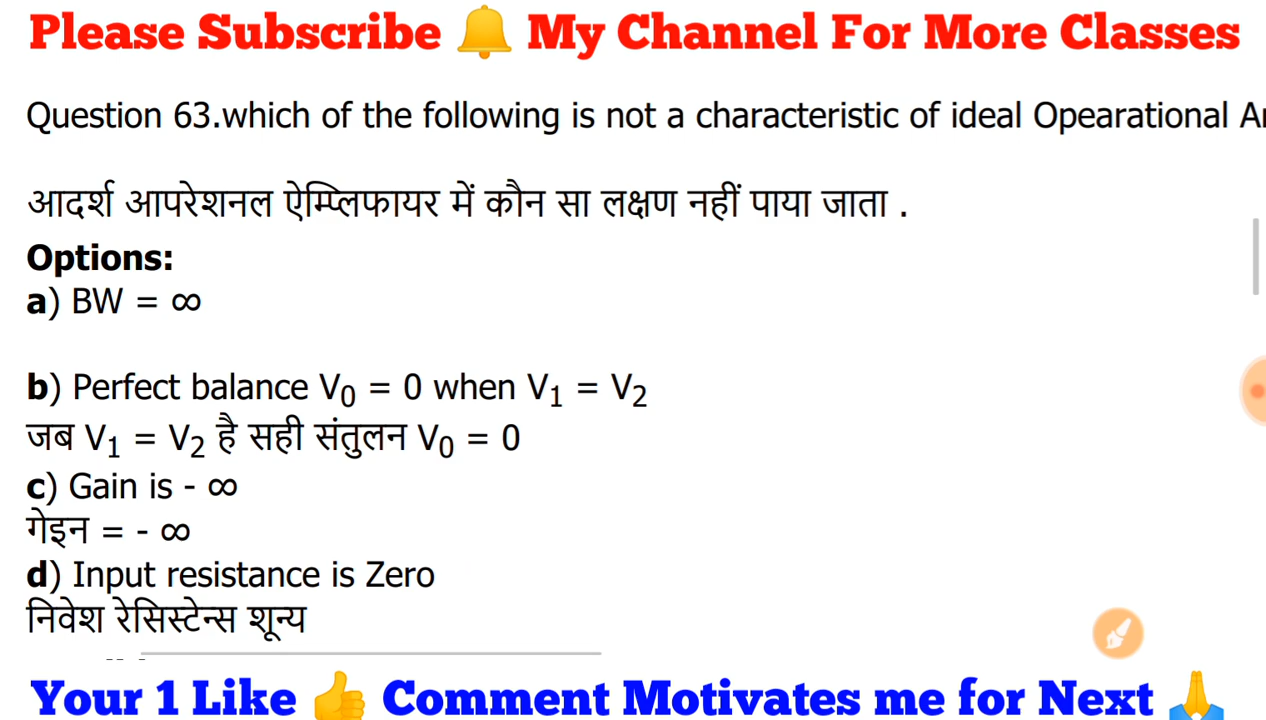 Please Subscribe 🔔 My Channel For More Classes
Question 63.which of the following is not a characteristic of ideal Opearational
आदर्श आपरेशनल ऐम्प्लिफायर में कौन सा लक्षण नहीं पाया जाता .
Options:
a) BW = ∞
b) Perfect balance V₀ = 0 when V₁ = V₂
जब V₁ = V₂ है सही संतुलन V₀ = 0
c) Gain is - ∞
गेइन = - ∞
d) Input resistance is Zero
निवेश रेसिस्टेन्स शून्य
Your 1 Like 👍 Comment Motivates me for Next 🙏